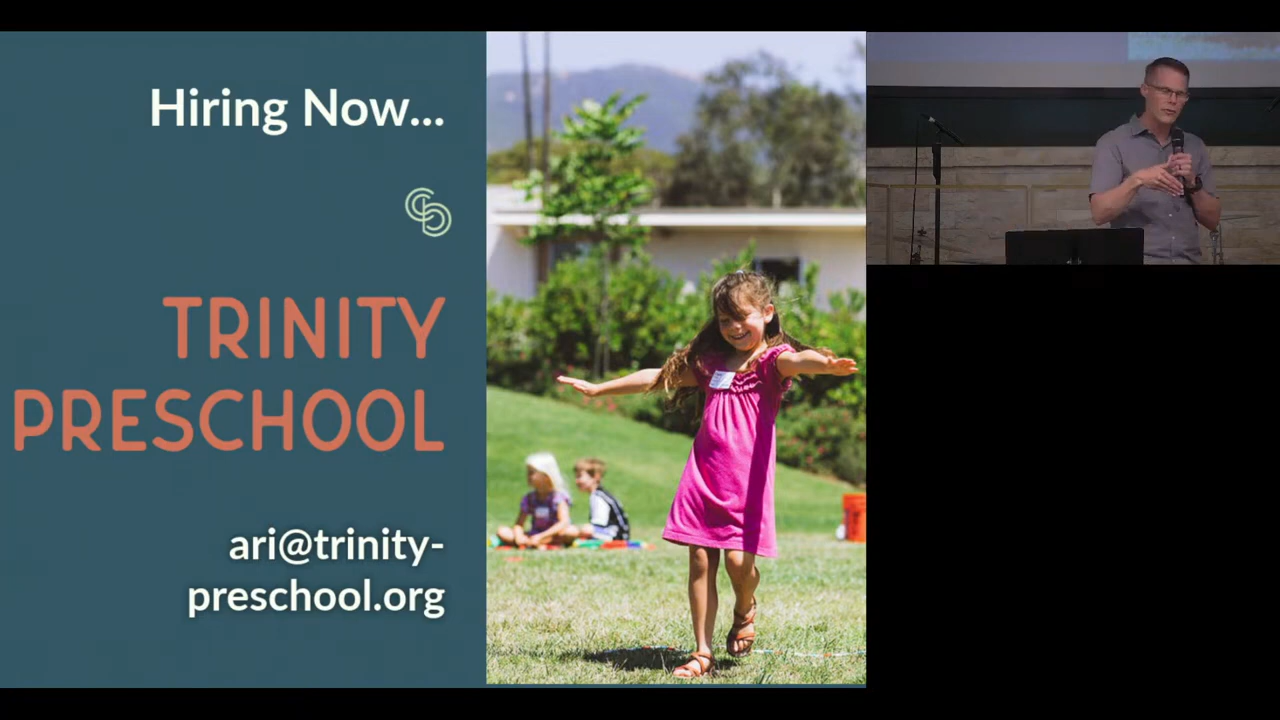 Hiring Now...
TRINITY
PRESCHOOL
ari@trinity-
preschool.org